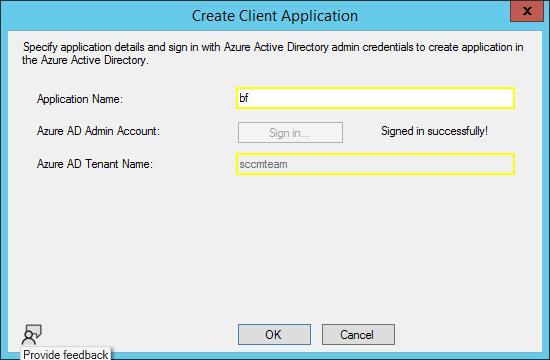 Create Client Application
x
Specify application details and sign in with Azure Active Directory admin credentials to create application in
the Azure Active Directory.
Application Name:
bf
Azure AD Admin Account:
Sign in...
Signed in successfully!
Azure AD Tenant Name:
sccmteam
OK
Cancel
Provide feedback